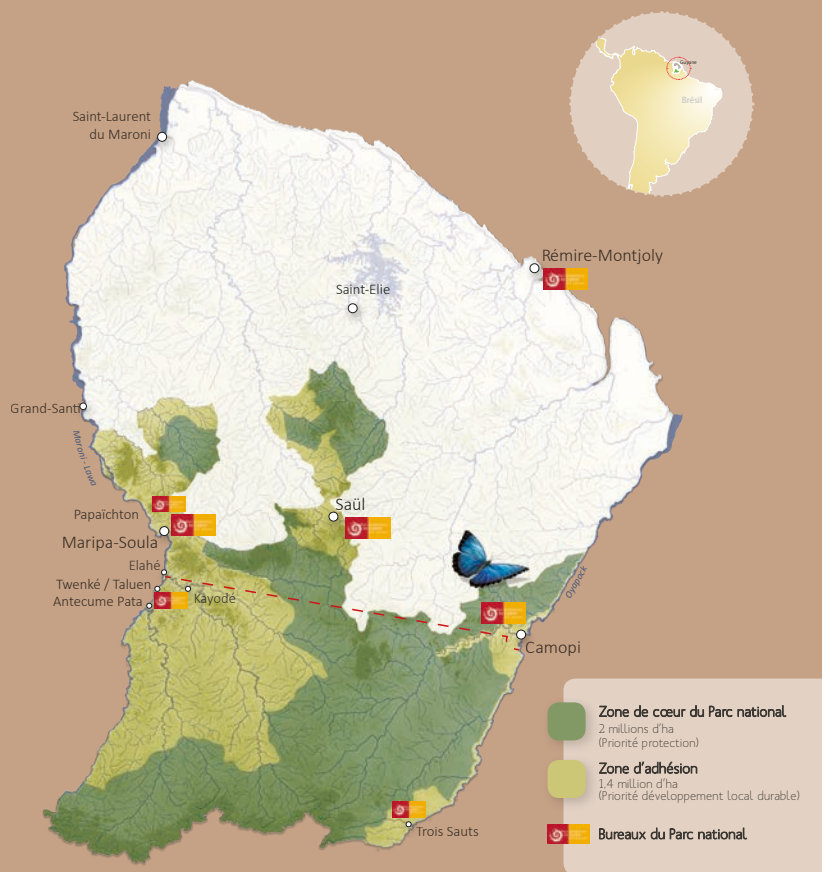 Guyane
Brésil
Saint-Laurent
du Maroni
Rémire-Montjoly
Saint-Elie
Grand-Santi
Maroni - Lawa
Papaïchton
Saül
Maripa-Soula
Elahé
Twenké / Taluen
Kayodé
Antecume Pata
Oyapock
Camopi
Trois Sauts
Zone de cœur du Parc national
2 millions d'ha
(Priorité protection)
Zone d'adhésion
1,4 million d'ha
(Priorité développement local durable)
Bureaux du Parc national